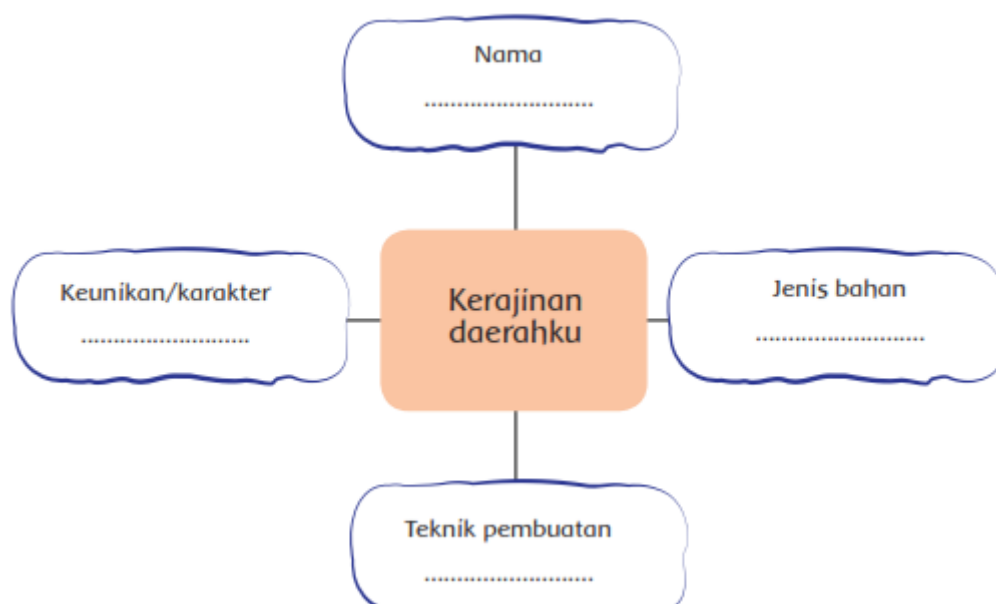 Nama
..........................
Keunikan/karakter
..........................
Kerajinan
daerahku
Jenis bahan
..........................
Teknik pembuatan
..........................